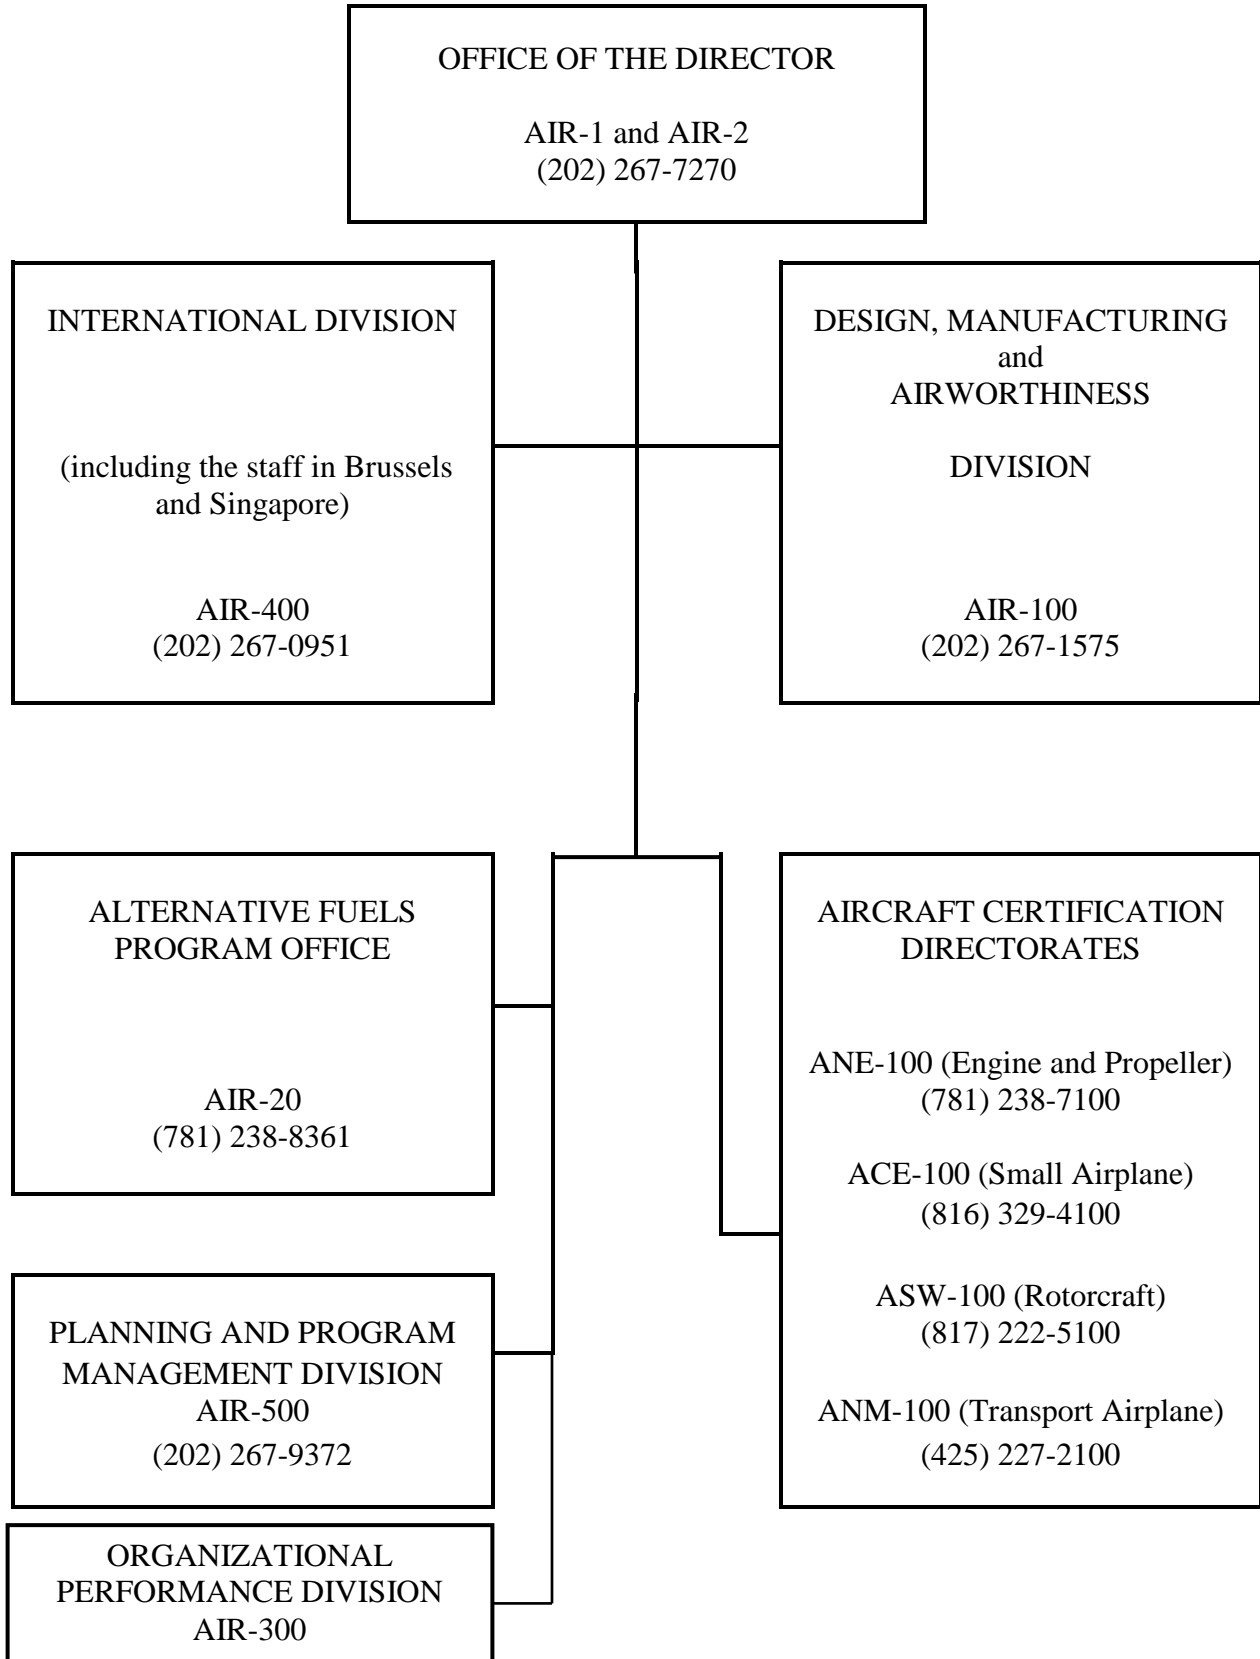 OFFICE OF THE DIRECTOR
AIR-1 and AIR-2
(202) 267-7270
INTERNATIONAL DIVISION
(including the staff in Brussels
and Singapore)
AIR-400
(202) 267-0951
DESIGN, MANUFACTURING
and
AIRWORTHINESS
DIVISION
AIR-100
(202) 267-1575
ALTERNATIVE FUELS
PROGRAM OFFICE
AIR-20
(781) 238-8361
AIRCRAFT CERTIFICATION
DIRECTORATES
ANE-100 (Engine and Propeller)
(781) 238-7100
ACE-100 (Small Airplane)
(816) 329-4100
ASW-100 (Rotorcraft)
(817) 222-5100
ANM-100 (Transport Airplane)
(425) 227-2100
PLANNING AND PROGRAM
MANAGEMENT DIVISION
AIR-500
(202) 267-9372
ORGANIZATIONAL
PERFORMANCE DIVISION
AIR-300